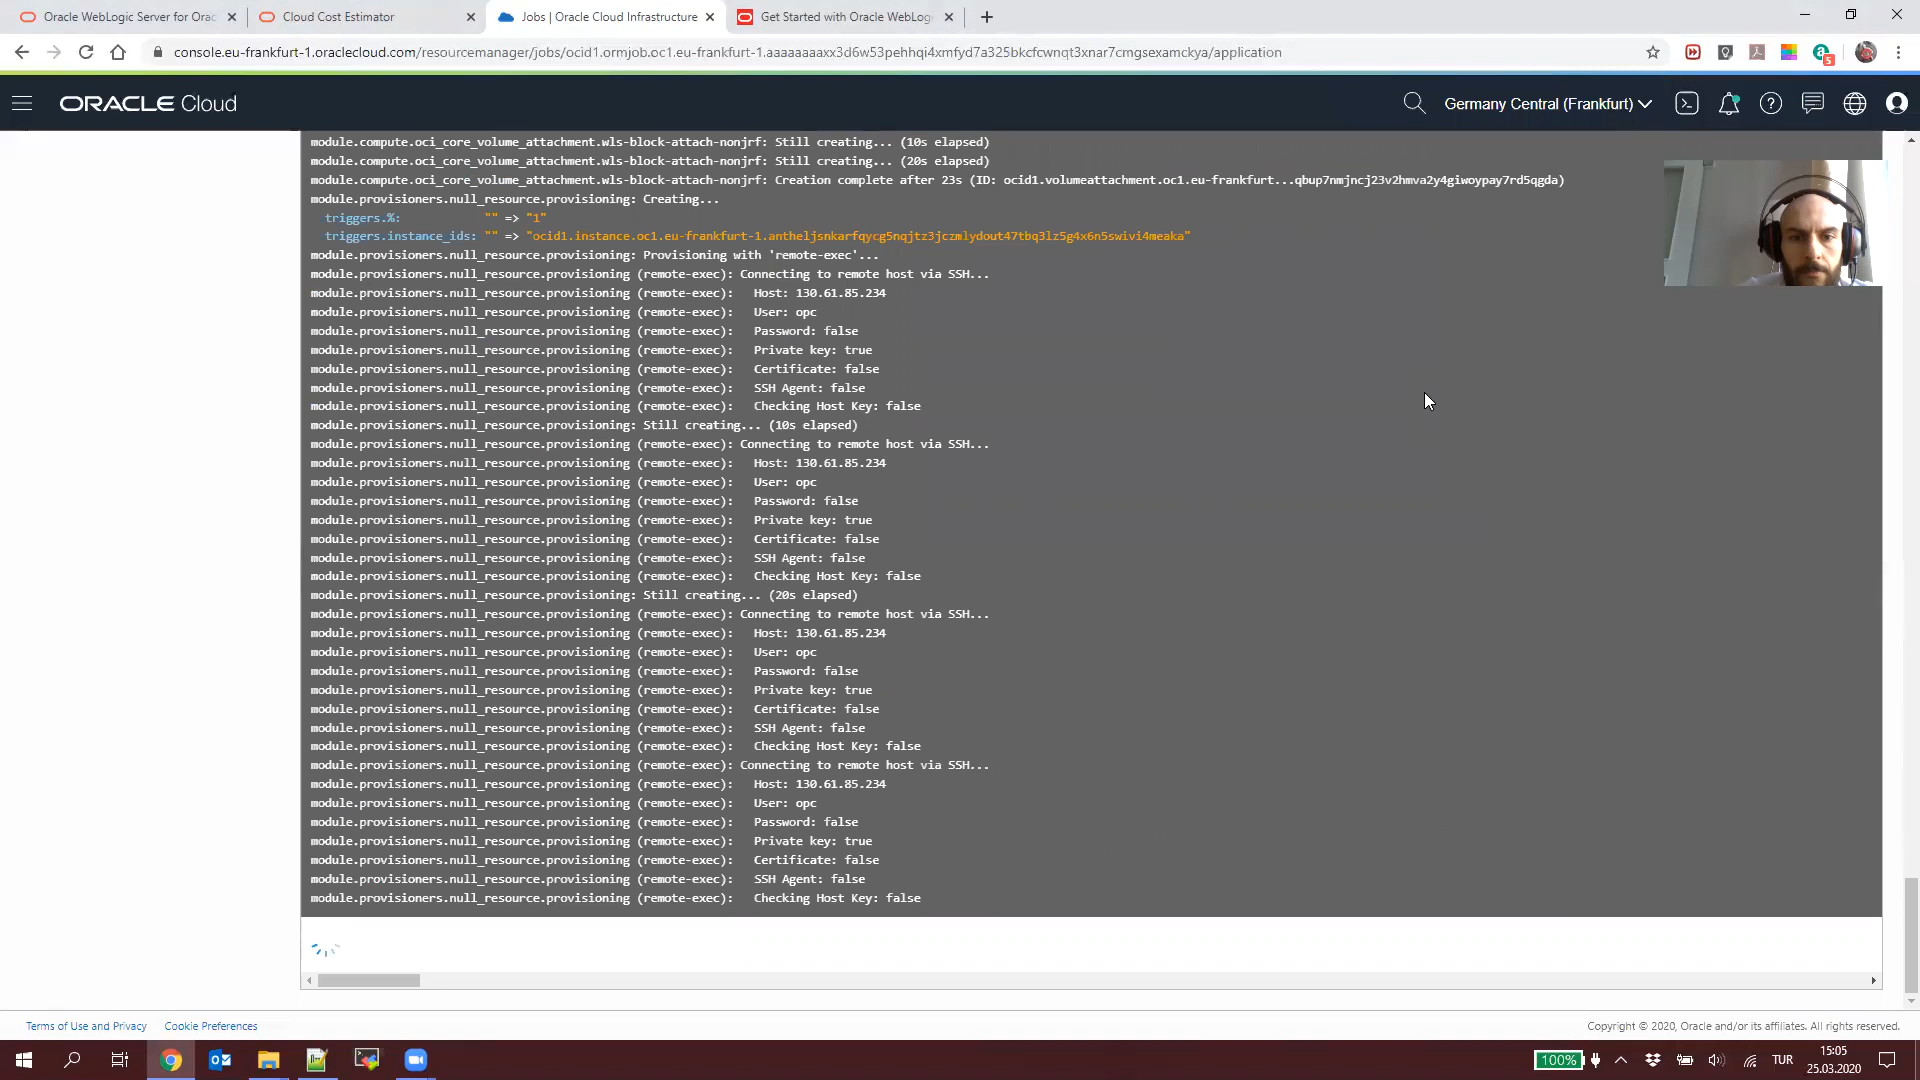 Oracle WebLogic Server for Orac
Cloud Cost Estimator
Jobs | Oracle Cloud Infrastructure
Get Started with Oracle WebLogi
console.eu-frankfurt-1.oraclecloud.com/resourcemanager/jobs/ocid1.ormjob.oc1.eu-frankfurt-1.aaaaaaaaxx3d6w53pehhqi4xmfyd7a325bkcfcwnqt3xnar7cmgsexamckya/application
5
ORACLE Cloud
Germany Central (Frankfurt)
module.compute.oci_core_volume_attachment.wls-block-attach-nonjrf: Still creating... (10s elapsed)
module.compute.oci_core_volume_attachment.wls-block-attach-nonjrf: Still creating... (20s elapsed)
module.compute.oci_core_volume_attachment.wls-block-attach-nonjrf: Creation complete after 23s (ID: ocid1.volumeattachment.oc1.eu-frankfurt...qbup7nmjncj23v2hmva2y4giwoypay7rd5qgda)
module.provisioners.null_resource.provisioning: Creating...
triggers.%: "" => "1"
triggers.instance_ids: "" => "ocid1.instance.oc1.eu-frankfurt-1.antheljsnkarfqycg5nqjtz3jczmlydout47tbq3lz5g4x6n5swivi4meaka"
module.provisioners.null_resource.provisioning: Provisioning with 'remote-exec'...
module.provisioners.null_resource.provisioning (remote-exec): Connecting to remote host via SSH...
module.provisioners.null_resource.provisioning (remote-exec): Host: 130.61.85.234
module.provisioners.null_resource.provisioning (remote-exec): User: opc
module.provisioners.null_resource.provisioning (remote-exec): Password: false
module.provisioners.null_resource.provisioning (remote-exec): Private key: true
module.provisioners.null_resource.provisioning (remote-exec): Certificate: false
module.provisioners.null_resource.provisioning (remote-exec): SSH Agent: false
module.provisioners.null_resource.provisioning (remote-exec): Checking Host Key: false
module.provisioners.null_resource.provisioning: Still creating... (10s elapsed)
module.provisioners.null_resource.provisioning (remote-exec): Connecting to remote host via SSH...
module.provisioners.null_resource.provisioning (remote-exec): Host: 130.61.85.234
module.provisioners.null_resource.provisioning (remote-exec): User: opc
module.provisioners.null_resource.provisioning (remote-exec): Password: false
module.provisioners.null_resource.provisioning (remote-exec): Private key: true
module.provisioners.null_resource.provisioning (remote-exec): Certificate: false
module.provisioners.null_resource.provisioning (remote-exec): SSH Agent: false
module.provisioners.null_resource.provisioning (remote-exec): Checking Host Key: false
module.provisioners.null_resource.provisioning: Still creating... (20s elapsed)
module.provisioners.null_resource.provisioning (remote-exec): Connecting to remote host via SSH...
module.provisioners.null_resource.provisioning (remote-exec): Host: 130.61.85.234
module.provisioners.null_resource.provisioning (remote-exec): User: opc
module.provisioners.null_resource.provisioning (remote-exec): Password: false
module.provisioners.null_resource.provisioning (remote-exec): Private key: true
module.provisioners.null_resource.provisioning (remote-exec): Certificate: false
module.provisioners.null_resource.provisioning (remote-exec): SSH Agent: false
module.provisioners.null_resource.provisioning (remote-exec): Checking Host Key: false
module.provisioners.null_resource.provisioning (remote-exec): Connecting to remote host via SSH...
module.provisioners.null_resource.provisioning (remote-exec): Host: 130.61.85.234
module.provisioners.null_resource.provisioning (remote-exec): User: opc
module.provisioners.null_resource.provisioning (remote-exec): Password: false
module.provisioners.null_resource.provisioning (remote-exec): Private key: true
module.provisioners.null_resource.provisioning (remote-exec): Certificate: false
module.provisioners.null_resource.provisioning (remote-exec): SSH Agent: false
module.provisioners.null_resource.provisioning (remote-exec): Checking Host Key: false
Terms of Use and Privacy Cookie Preferences
Copyright © 2020, Oracle and/or its affiliates. All rights reserved.
100%
TUR
15:05
25.03.2020